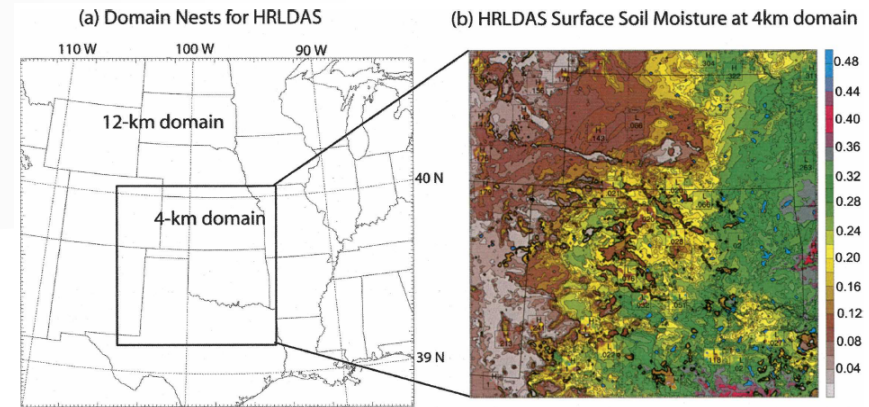 (a) Domain Nests for HRLDAS
(b) HRLDAS Surface Soil Moisture at 4km domain
110 W
100 W
90 W
12-km domain
4-km domain
40 N
39 N
0.48
0.44
0.40
0.36
0.32
0.28
0.24
0.20
0.16
0.12
0.08
0.04